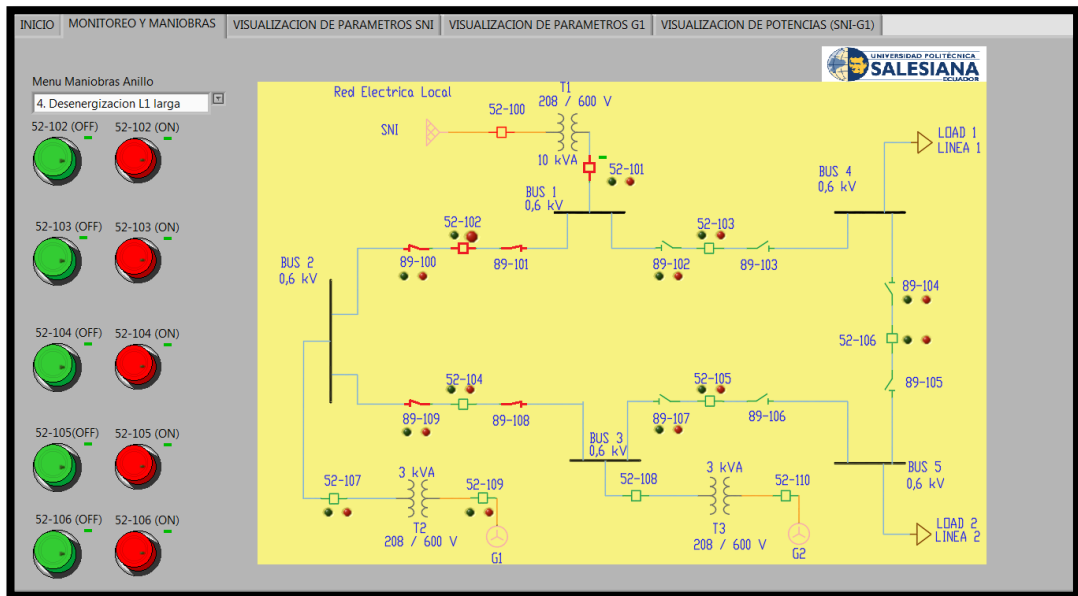 INICIO
MONITOREO Y MANIOBRAS
VISUALIZACION DE PARAMETROS SNI
VISUALIZACION DE PARAMETROS G1
VISUALIZACION DE POTENCIAS (SNI-G1)
UNIVERSIDAD POLITÉCNICA
SALESIANA
ECUADOR
Menu Maniobras Anillo
4. Desenergizacion L1 larga
52-102 (OFF)
52-102 (ON)
52-103 (OFF)
52-103 (ON)
52-104 (OFF)
52-104 (ON)
52-105(OFF)
52-105 (ON)
52-106 (OFF)
52-106 (ON)
Red Electrica Local
T1
208 / 600 V
52-100
SNI
10 kVA
52-101
LOAD 1
LINEA 1
BUS 4
0,6 kV
BUS 1
0,6 kV
52-102
52-103
89-100
89-101
89-102
89-103
BUS 2
0,6 kV
89-104
52-106
89-105
52-104
52-105
89-109
89-108
89-107
89-106
BUS 3
0,6 kV
BUS 5
0,6 kV
52-107
3 kVA
52-109
52-108
3 kVA
52-110
T2
208 / 600 V
G1
T3
208 / 600 V
G2
LOAD 2
LINEA 2